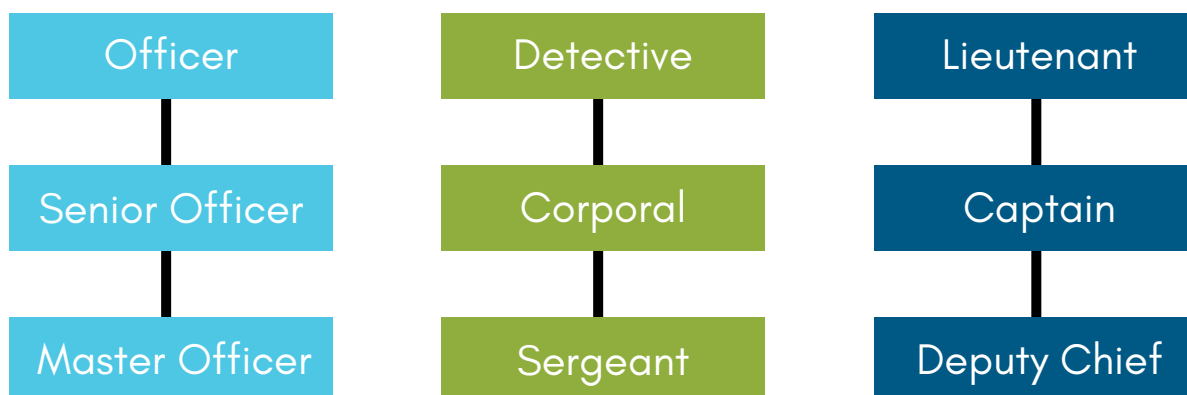 Officer
Senior Officer
Master Officer
Detective
Corporal
Sergeant
Lieutenant
Captain
Deputy Chief